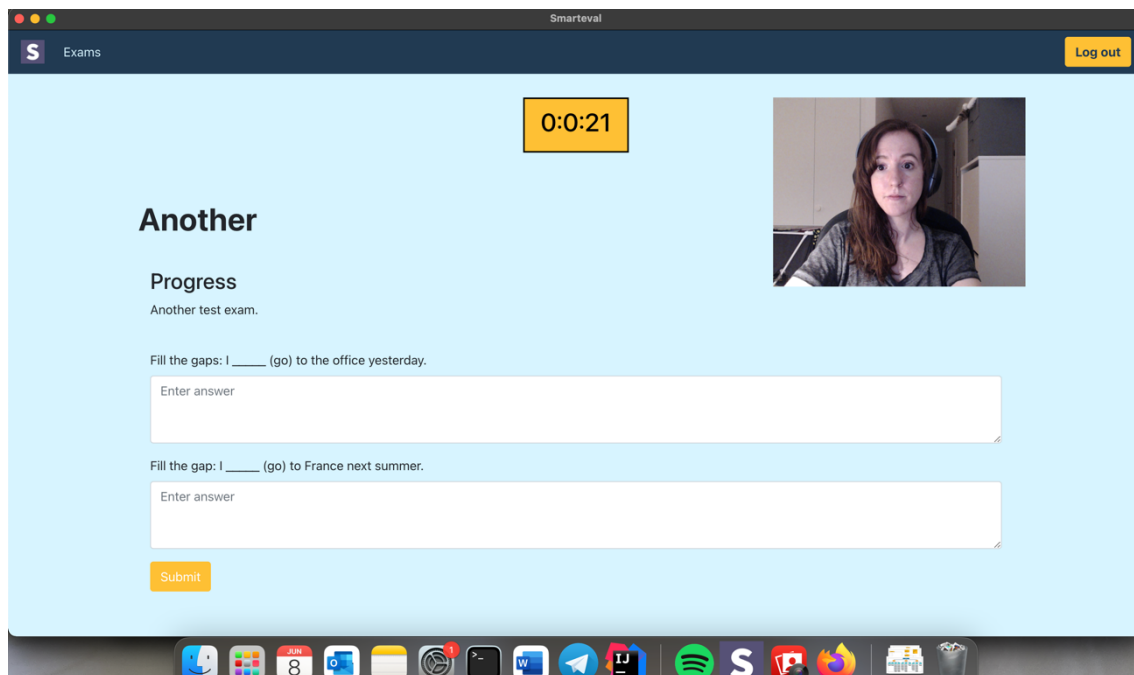 Smarteval
S Exams Log out
0:0:21
Another
Progress
Another test exam.
Fill the gaps: I _____ (go) to the office yesterday.
Enter answer
Fill the gap: I _____ (go) to France next summer.
Enter answer
Submit
JUN 1
8 O >_ W IJ S